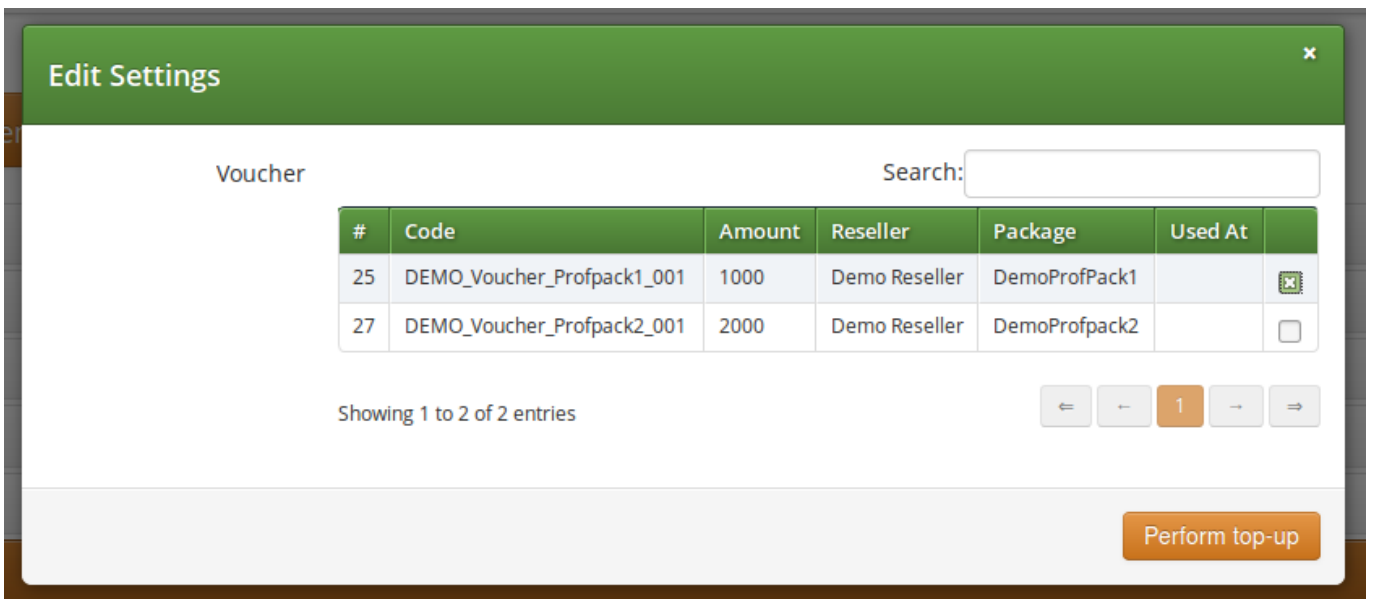 Edit Settings
×
Voucher
Search:
# Code Amount Reseller Package Used At
25 DEMO_Voucher_Profpack1_001 1000 Demo Reseller DemoProfPack1
27 DEMO_Voucher_Profpack2_001 2000 Demo Reseller DemoProfpack2
Showing 1 to 2 of 2 entries
⇐ ← 1 → ⇒
Perform top-up